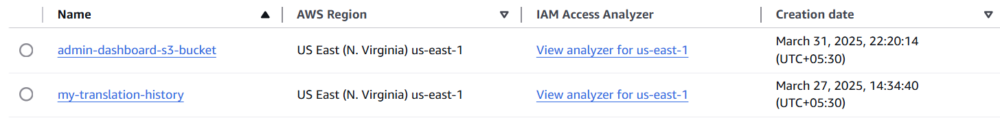 Name AWS Region IAM Access Analyzer Creation date
admin-dashboard-s3-bucket US East (N. Virginia) us-east-1 View analyzer for us-east-1 March 31, 2025, 22:20:14
(UTC+05:30)
my-translation-history US East (N. Virginia) us-east-1 View analyzer for us-east-1 March 27, 2025, 14:34:40
(UTC+05:30)